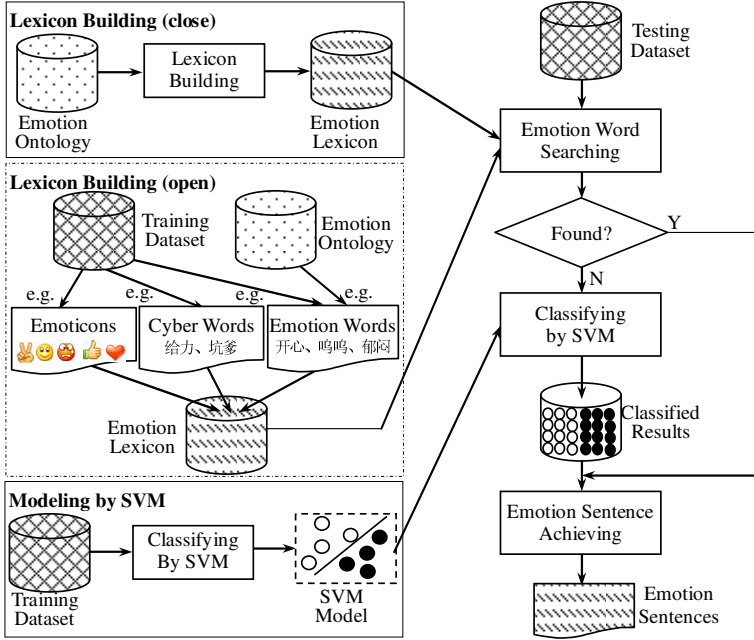 Lexicon Building (close)
Lexicon
Building
Emotion
Ontology
Emotion
Lexicon
Lexicon Building (open)
Training
Dataset
Emotion
Ontology
e.g.
e.g.
e.g.
e.g.
Emoticons
Cyber Words
给力、坑爹
Emotion Words
开心、呜呜、郁闷
Emotion
Lexicon
Modeling by SVM
Classifying
By SVM
Training
Dataset
SVM
Model
Testing
Dataset
Emotion Word
Searching
Found?
Y
N
Classifying
by SVM
Classified
Results
Emotion Sentence
Achieving
Emotion
Sentences